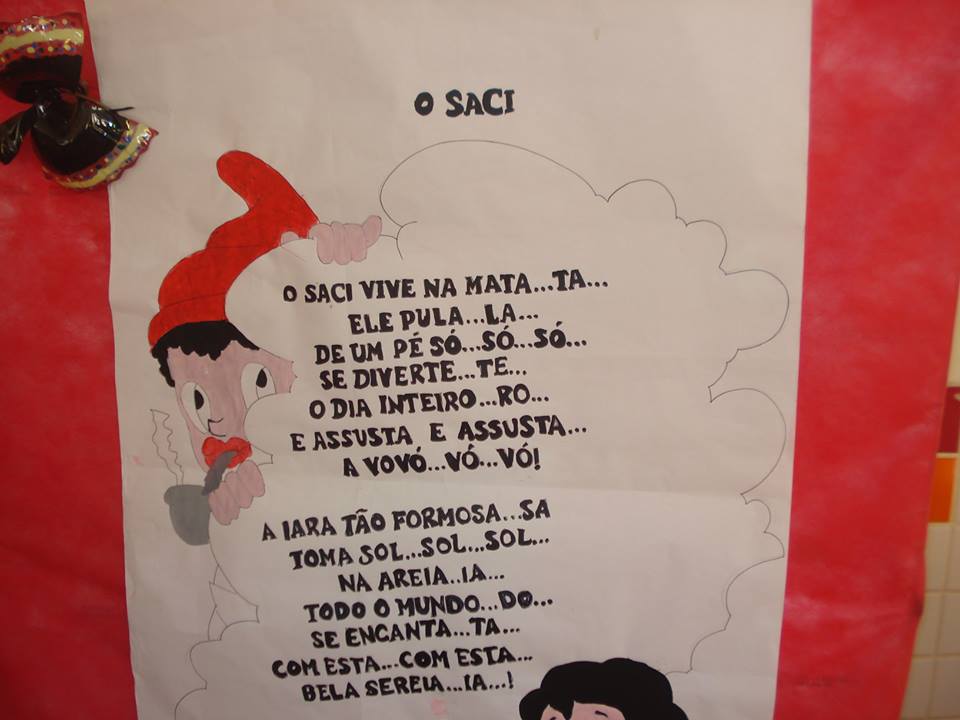 O SACI
O SACI VIVE NA MATA...TA...
ELE PULA...LA...
DE UM PÉ SÓ...SÓ...SÓ...
SE DIVERTE...TE...
O DIA INTEIRO...RO...
E ASSUSTA E ASSUSTA...
A VOVÓ...VÓ...VÓ!
A IARA TÃO FORMOSA...SA
TOMA SOL...SOL...SOL...
NA AREIA..IA...
TODO O MUNDO...DO...
SE ENCANTA...TA...
COM ESTA...COM ESTA...
BELA SEREIA...IA...!